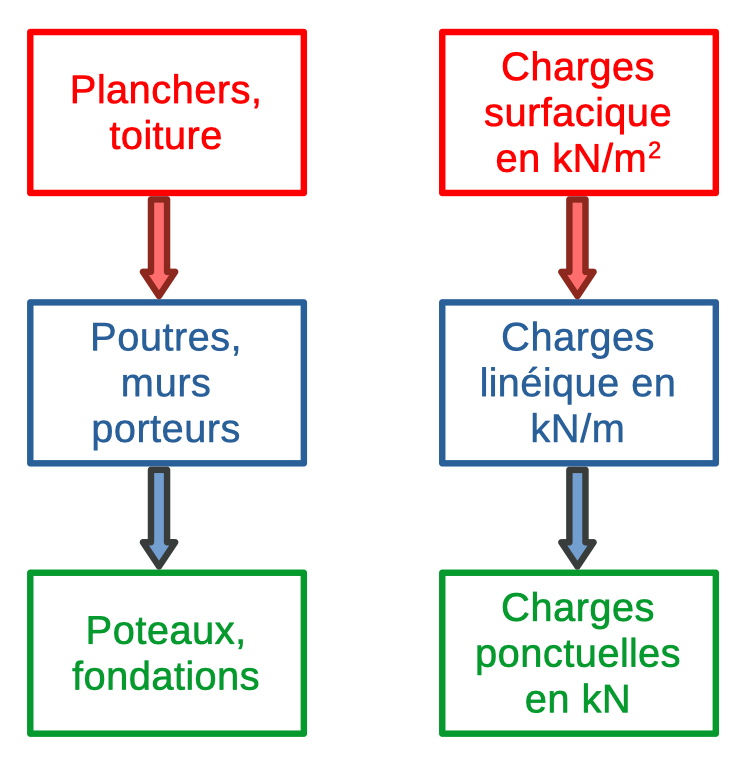 Planchers,
toiture
Charges
surfacique
en kN/m²
Poutres,
murs
porteurs
Charges
linéique en
kN/m
Poteaux,
fondations
Charges
ponctuelles
en kN